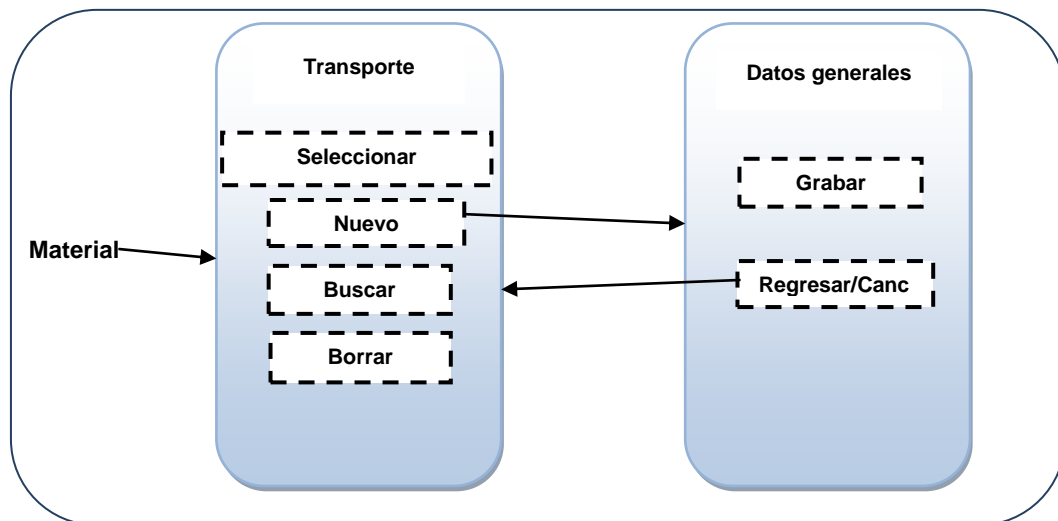 Transporte
Datos generales
Seleccionar
Grabar
Nuevo
Material
Buscar
Regresar/Canc
Borrar